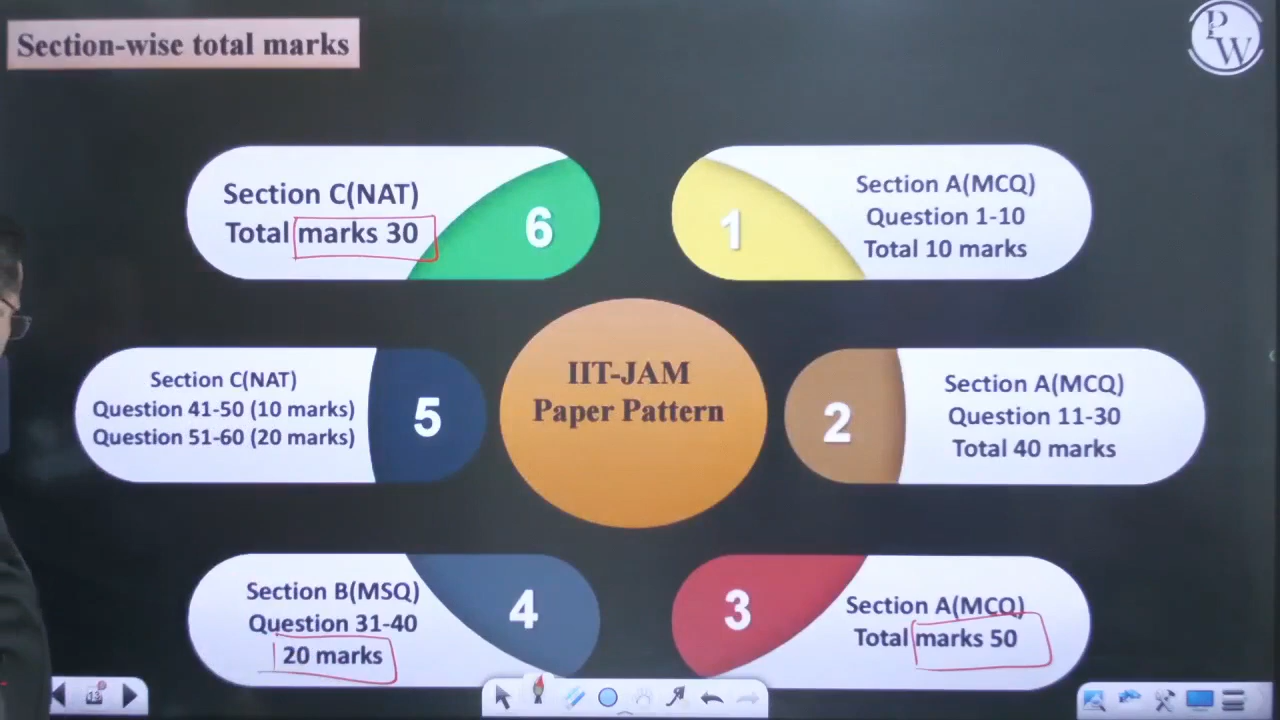 Section-wise total marks
PW
Section C(NAT)
Total marks 30
6
1
Section A(MCQ)
Question 1-10
Total 10 marks
Section C(NAT)
Question 41-50 (10 marks)
Question 51-60 (20 marks)
5
IIT-JAM
Paper Pattern
2
Section A(MCQ)
Question 11-30
Total 40 marks
Section B(MSQ)
Question 31-40
20 marks
4
3
Section A(MCQ)
Total marks 50